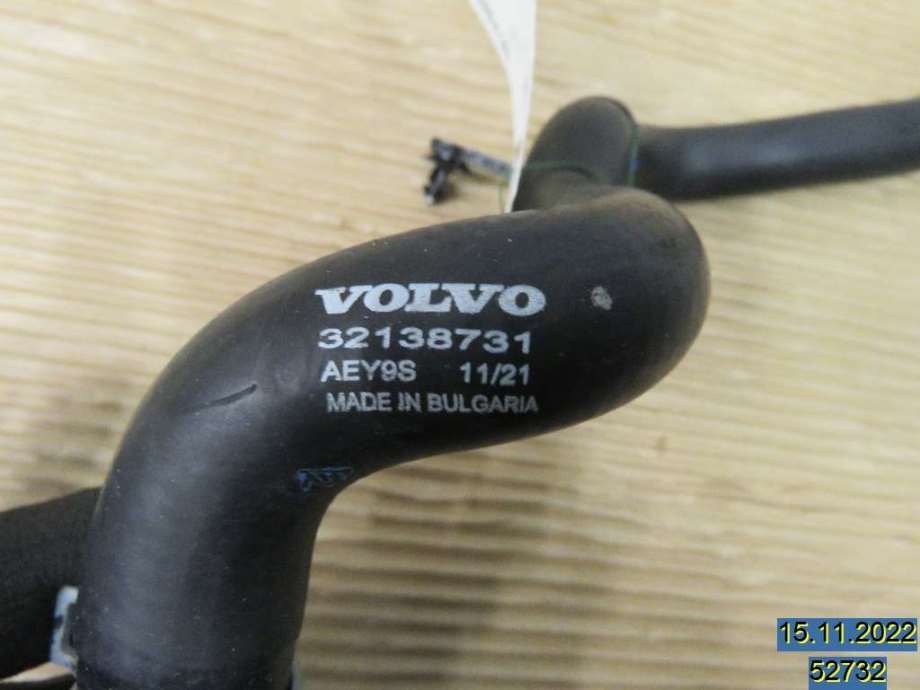 VOLVO
32138731
AEY9S 11/21
MADE IN BULGARIA
15.11.2022
52732